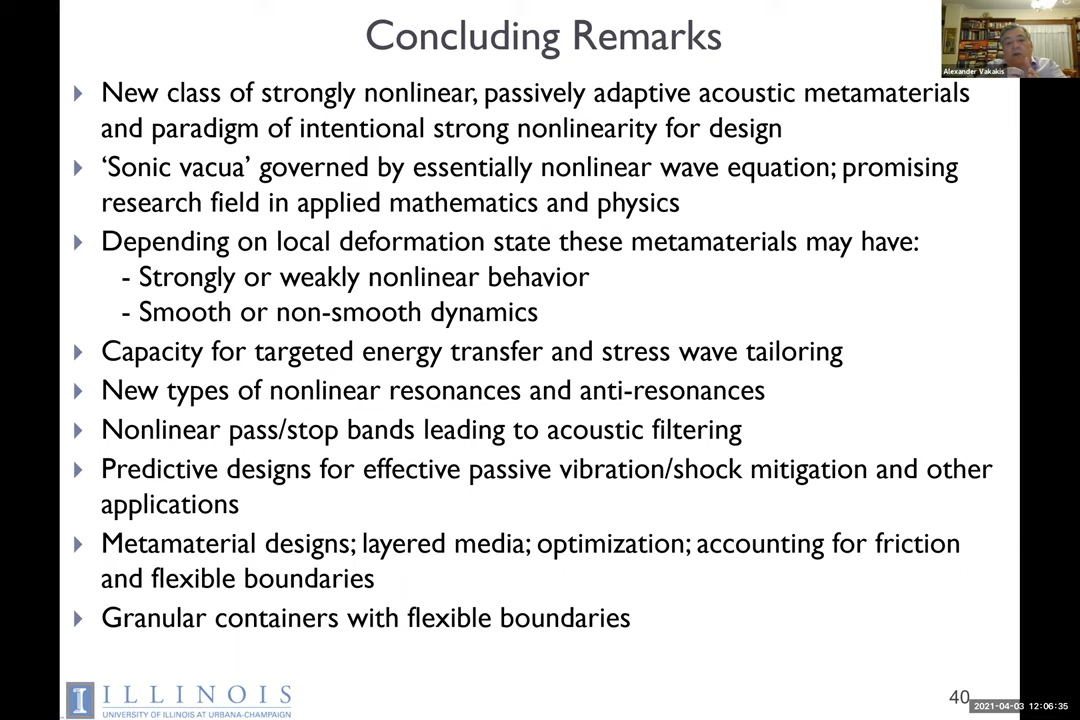 Concluding Remarks
Alexander Vakakis
New class of strongly nonlinear, passively adaptive acoustic metamaterials
and paradigm of intentional strong nonlinearity for design
‘Sonic vacua’ governed by essentially nonlinear wave equation; promising
research field in applied mathematics and physics
Depending on local deformation state these metamaterials may have:
- Strongly or weakly nonlinear behavior
- Smooth or non-smooth dynamics
Capacity for targeted energy transfer and stress wave tailoring
New types of nonlinear resonances and anti-resonances
Nonlinear pass/stop bands leading to acoustic filtering
Predictive designs for effective passive vibration/shock mitigation and other
applications
Metamaterial designs; layered media; optimization; accounting for friction
and flexible boundaries
Granular containers with flexible boundaries
I ILLINOIS
UNIVERSITY OF ILLINOIS AT URBANA-CHAMPAIGN
40
2021-04-03 12:06:35